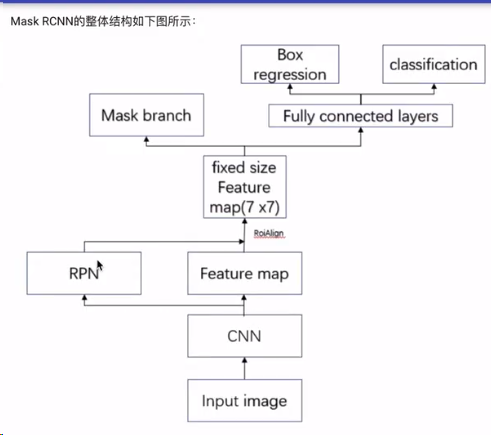 Mask RCNN的整体结构如下图所示：
Box
regression
classification
Mask branch
Fully connected layers
fixed size
Feature
map(7 x7)
RoiAlign
RPN
Feature map
CNN
Input image